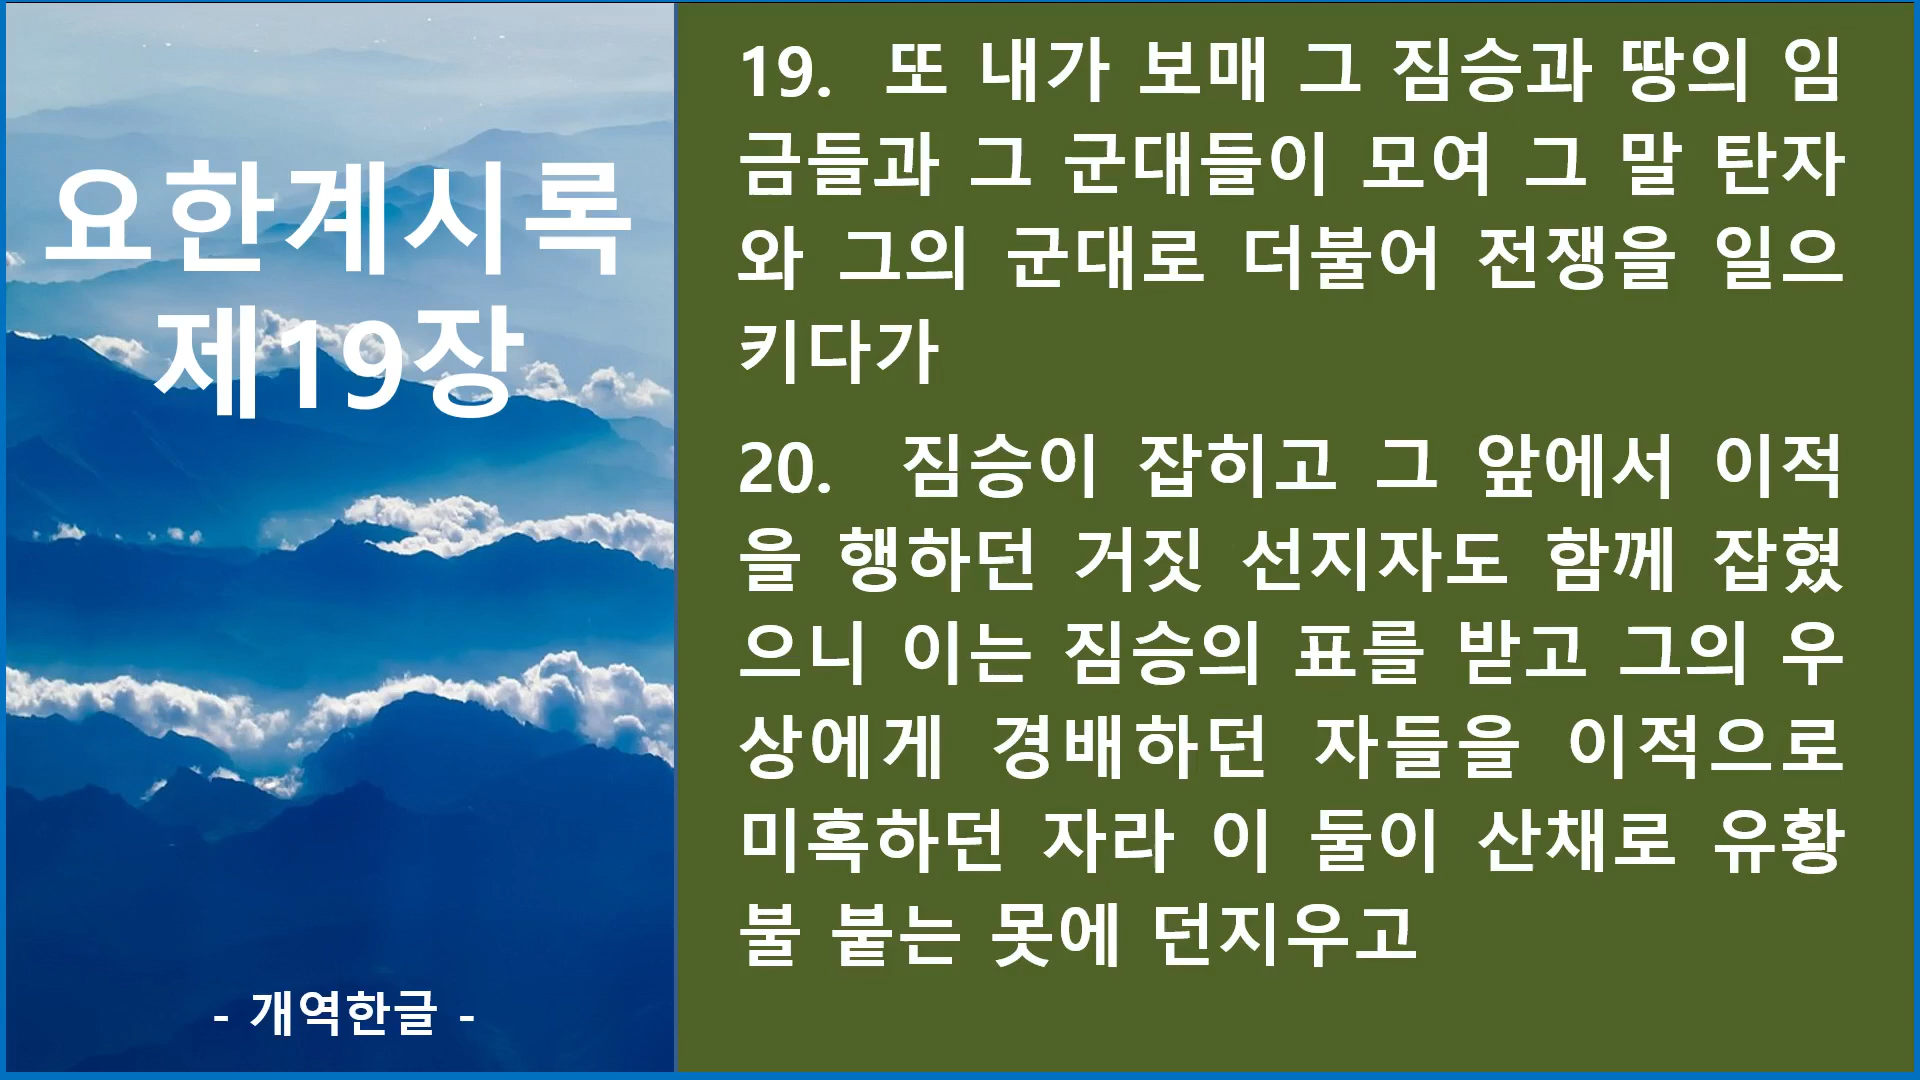 요한계시록
제19장
- 개역한글 -
19. 또 내가 보매 그 짐승과 땅의 임
금들과 그 군대들이 모여 그 말 탄자
와 그의 군대로 더불어 전쟁을 일으
키다가
20. 짐승이 잡히고 그 앞에서 이적
을 행하던 거짓 선지자도 함께 잡혔
으니 이는 짐승의 표를 받고 그의 우
상에게 경배하던 자들을 이적으로
미혹하던 자라 이 둘이 산채로 유황
불 붙는 못에 던지우고